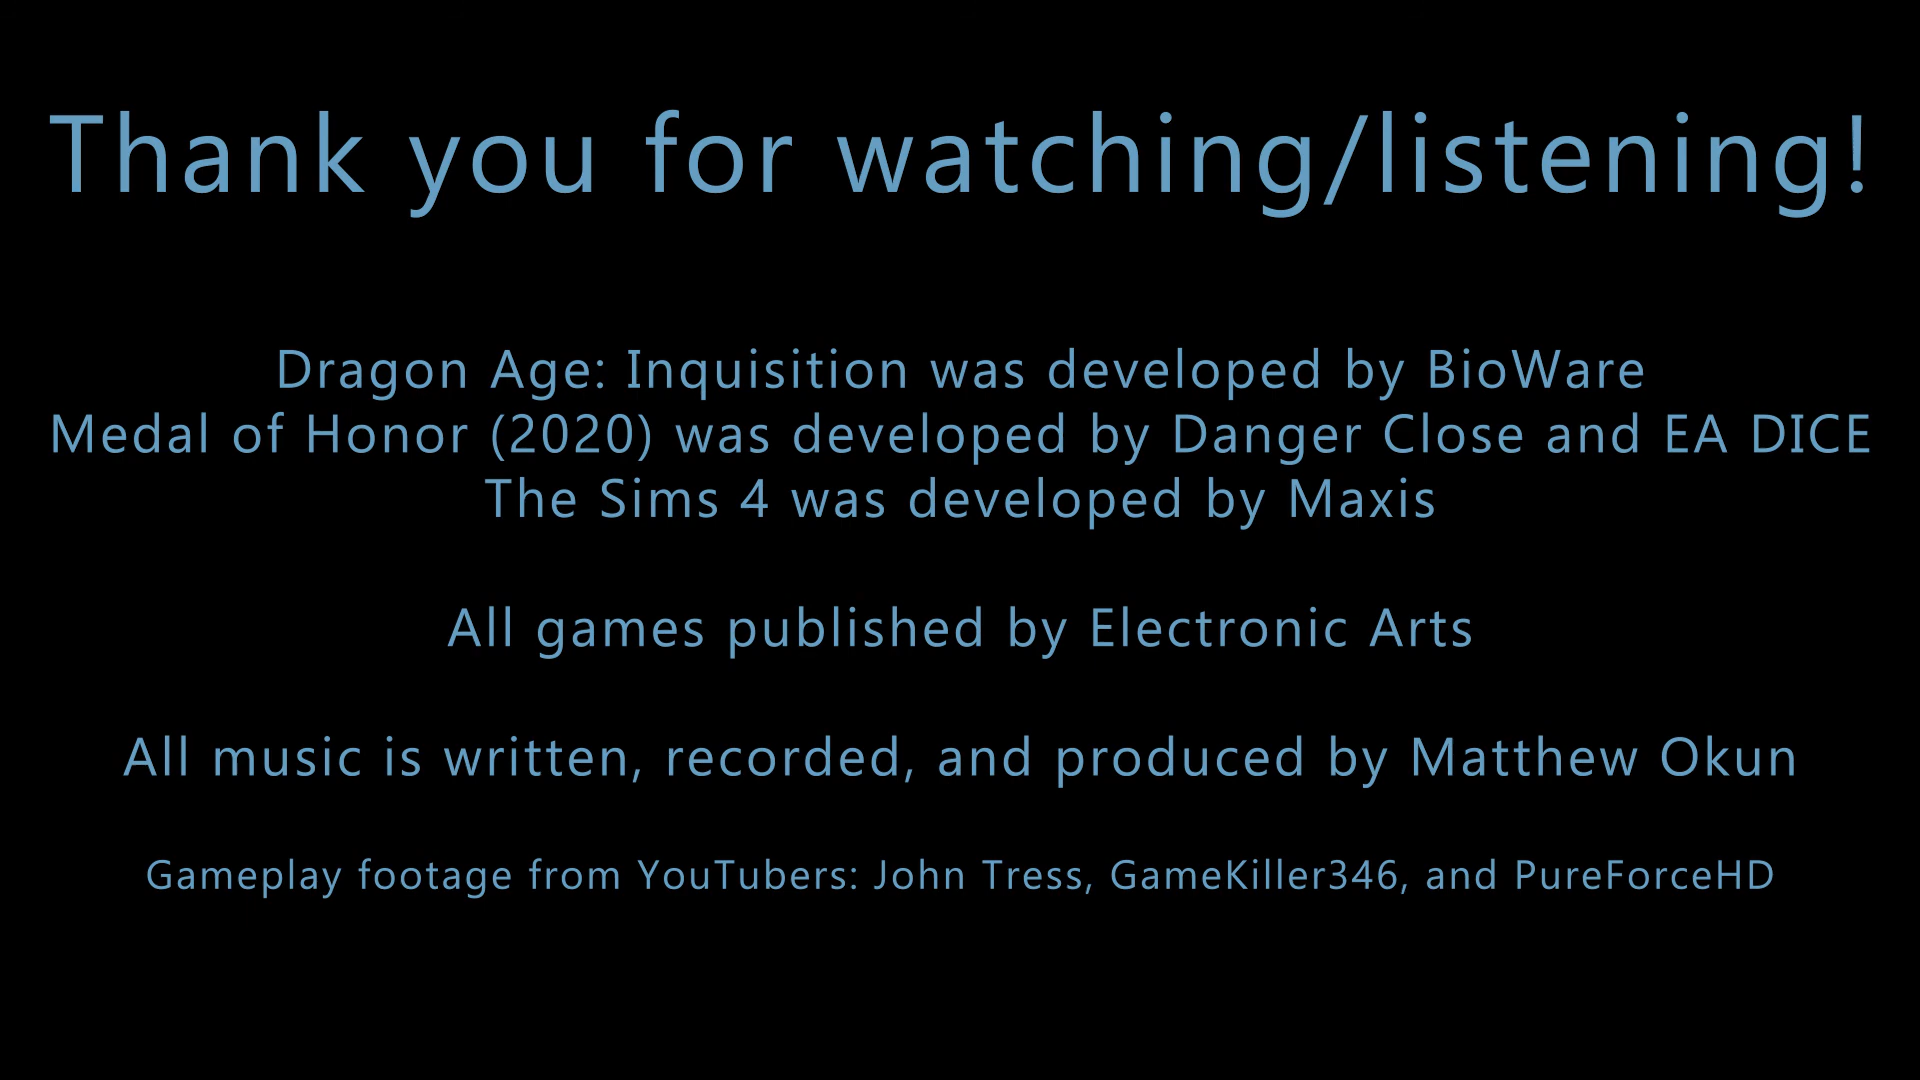 Thank you for watching/listening!
Dragon Age: Inquisition was developed by BioWare
Medal of Honor (2020) was developed by Danger Close and EA DICE
The Sims 4 was developed by Maxis
All games published by Electronic Arts
All music is written, recorded, and produced by Matthew Okun
Gameplay footage from YouTubers: John Tress, GameKiller346, and PureForceHD